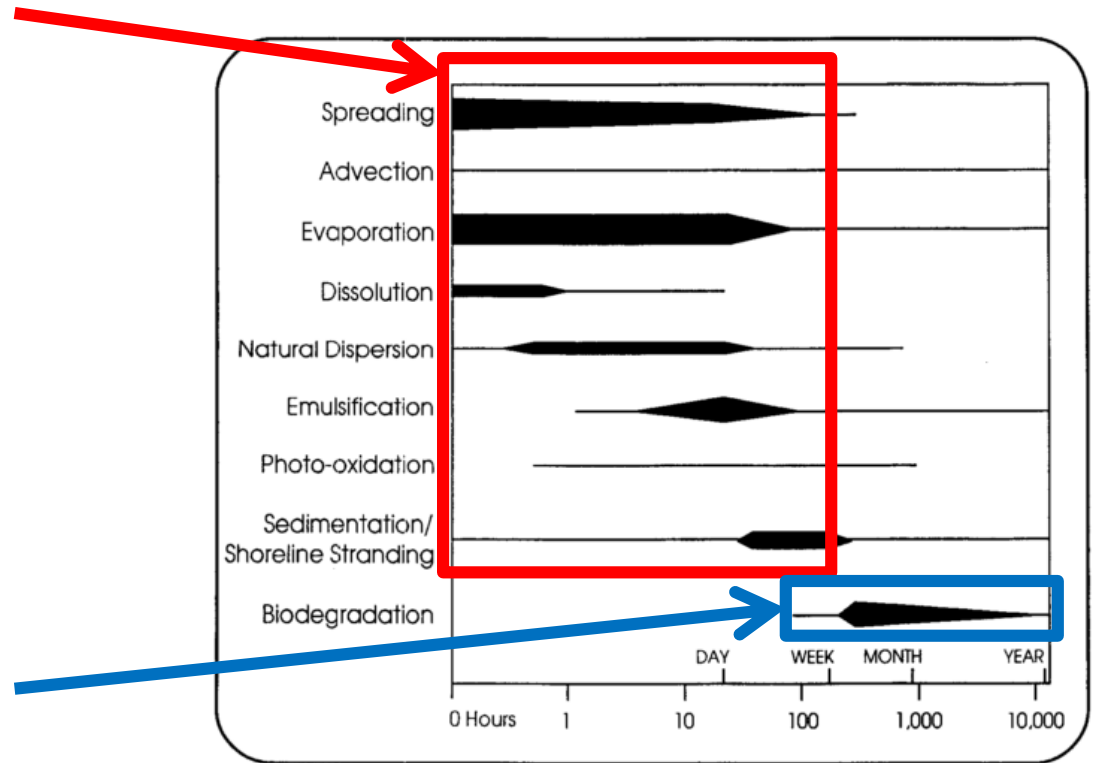 Spreading
Advection
Evaporation
Dissolution
Natural Dispersion
Emulsification
Photo-oxidation
Sedimentation/
Shoreline Stranding
Biodegradation
DAY WEEK MONTH YEAR
0 Hours 1 10 100 1,000 10,000